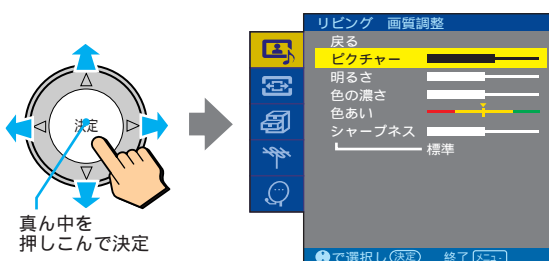 リビング 画質調整
戻る
ピクチャー
明るさ
色の濃さ
色あい
シャープネス
標準
で選択し 決定 終了 メニュー
決定
真ん中を
押しこんで決定